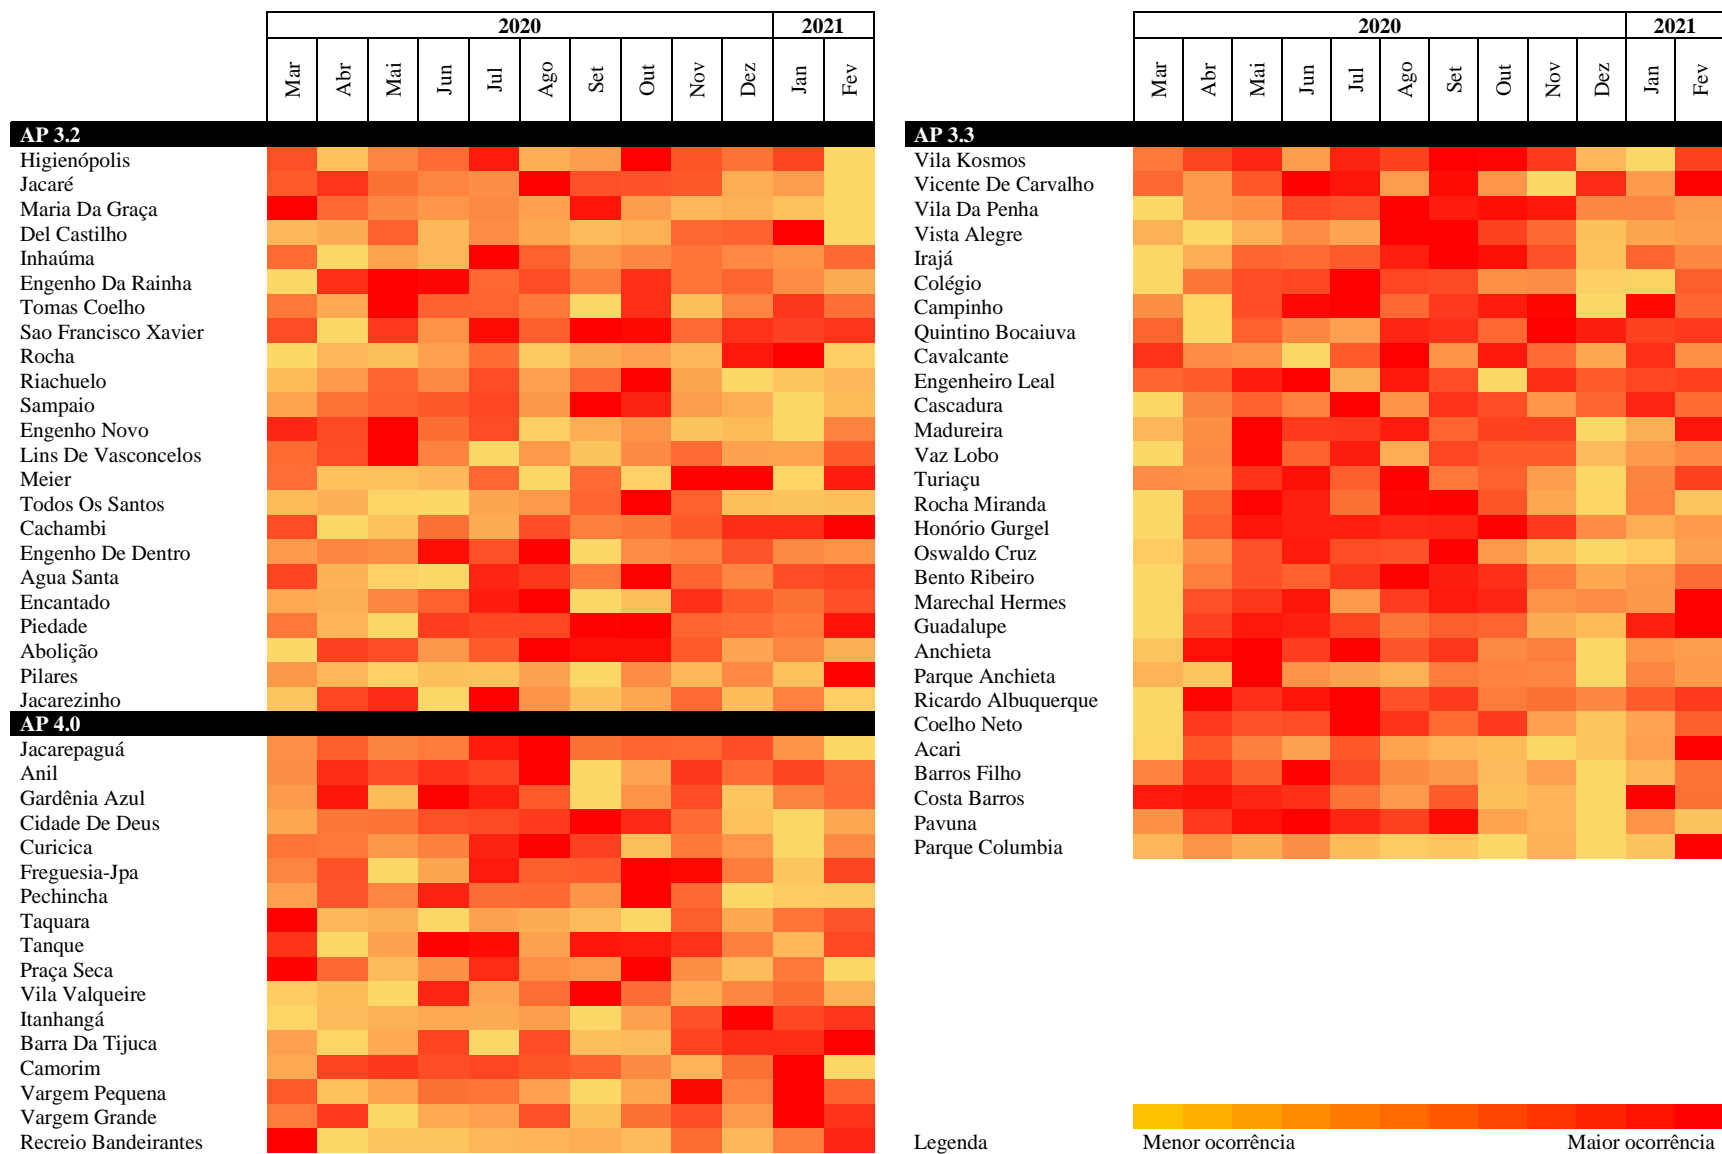 2020 2021
Mar Abr Mai Jun Jul Ago Set Out Nov Dez Jan Fev
AP 3.2
Higienópolis
Jacaré
Maria Da Graça
Del Castilho
Inhaúma
Engenho Da Rainha
Tomas Coelho
Sao Francisco Xavier
Rocha
Riachuelo
Sampaio
Engenho Novo
Lins De Vasconcelos
Meier
Todos Os Santos
Cachambi
Engenho De Dentro
Agua Santa
Encantado
Piedade
Abolição
Pilares
Jacarezinho
AP 4.0
Jacarepaguá
Anil
Gardênia Azul
Cidade De Deus
Curicica
Freguesia-Jpa
Pechincha
Taquara
Tanque
Praça Seca
Vila Valqueire
Itanhangá
Barra Da Tijuca
Camorim
Vargem Pequena
Vargem Grande
Recreio Bandeirantes
2020 2021
Mar Abr Mai Jun Jul Ago Set Out Nov Dez Jan Fev
AP 3.3
Vila Kosmos
Vicente De Carvalho
Vila Da Penha
Vista Alegre
Irajá
Colégio
Campinho
Quintino Bocaiuva
Cavalcante
Engenheiro Leal
Cascadura
Madureira
Vaz Lobo
Turiaçu
Rocha Miranda
Honório Gurgel
Oswaldo Cruz
Bento Ribeiro
Marechal Hermes
Guadalupe
Anchieta
Parque Anchieta
Ricardo Albuquerque
Coelho Neto
Acari
Barros Filho
Costa Barros
Pavuna
Parque Columbia
Legenda Menor ocorrência Maior ocorrência